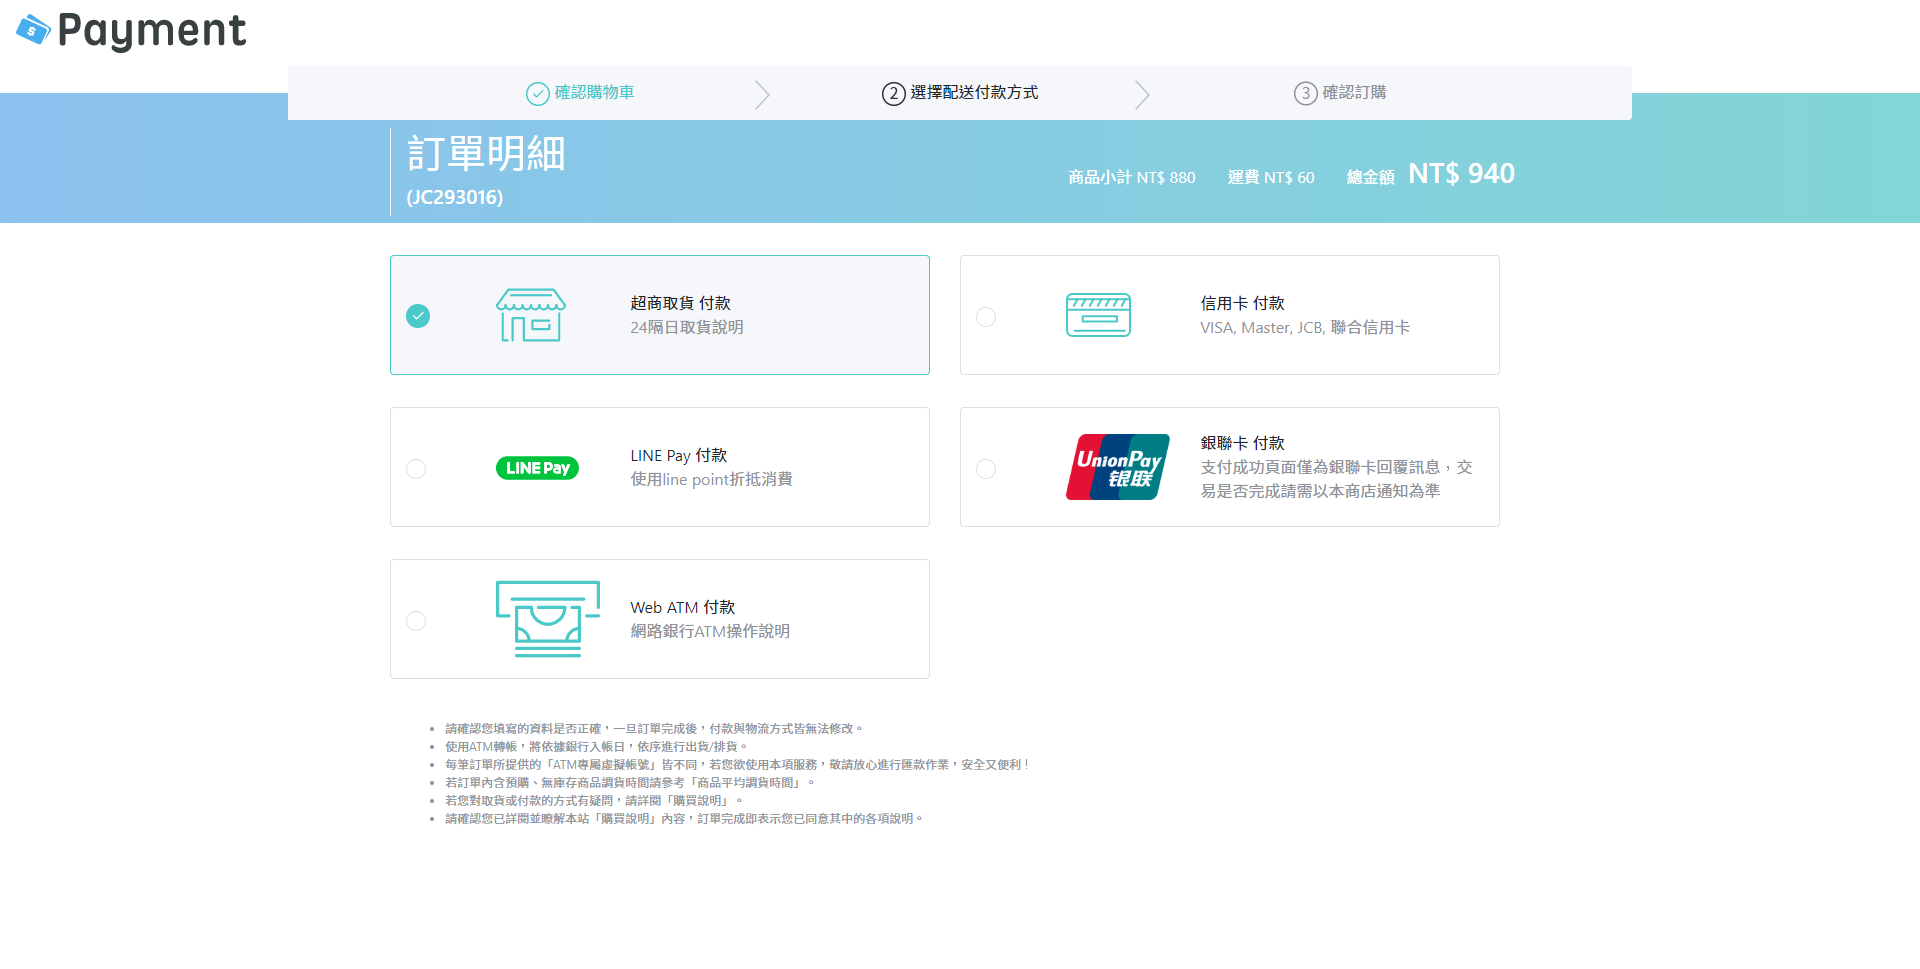 Payment
確認購物車
2 選擇配送付款方式
3 確認訂購
訂單明細
(JC293016)
商品小計 NT$ 880 運費 NT$ 60 總金額 NT$ 940
超商取貨 付款
24隔日取貨說明
信用卡 付款
VISA, Master, JCB, 聯合信用卡
LINE Pay
LINE Pay 付款
使用line point折抵消費
UnionPay
银联
銀聯卡 付款
支付成功頁面僅為銀聯卡回覆訊息，交
易是否完成請需以本商店通知為準
Web ATM 付款
網路銀行ATM操作說明
• 請確認您填寫的資料是否正確，一旦訂單完成後，付款與物流方式皆無法修改。
• 使用ATM轉帳，將依據銀行入帳日，依序進行出貨/排貨。
• 每筆訂單所提供的「ATM專屬虛擬帳號」皆不同，若您欲使用本項服務，敬請放心進行匯款作業，安全又便利！
• 若訂單內含預購、無庫存商品調貨時間請參考「商品平均調貨時間」。
• 若您對取貨或付款的方式有疑問，請詳閱「購買說明」。
• 請確認您已詳閱並瞭解本站「購買說明」內容，訂單完成即表示您已同意其中的各項說明。